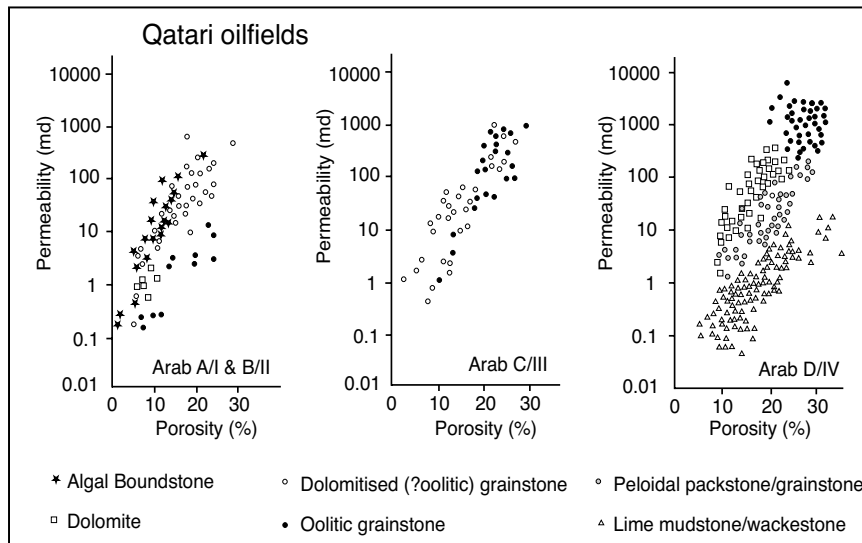 Qatari oilfields
Permeability (md)
10000
1000
100
10
1
0.1
0.01
0 10 20 30
Porosity (%)
Arab A/I & B/II
Permeability (md)
10000
1000
100
10
1
0.1
0.01
0 10 20 30
Porosity (%)
Arab C/III
Permeability (md)
10000
1000
100
10
1
0.1
0.01
0 10 20 30
Porosity (%)
Arab D/IV
Algal Boundstone
Dolomitised (?oolitic) grainstone
Peloidal packstone/grainstone
Dolomite
Oolitic grainstone
Lime mudstone/wackestone